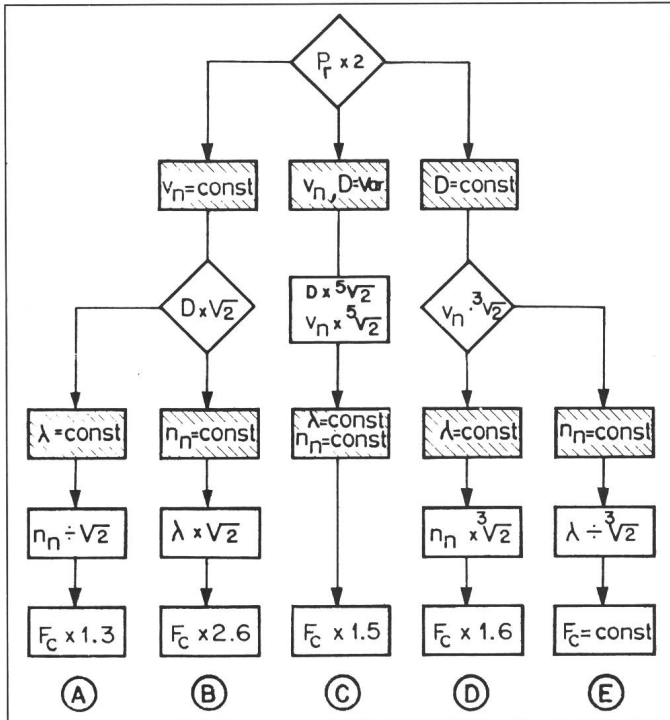 Pr × 2
vn=const
vn, D=Var.
D=const
D × √2
D × ⁵√2
vn × ⁵√2
vn · ³√2
λ=const
nn=const
λ=const
nn=const
λ=const
nn=const
nn ÷ √2
λ × √2
nn × ³√2
λ ÷ ³√2
Fc × 1.3
Fc × 2.6
Fc × 1.5
Fc × 1.6
Fc=const
A
B
C
D
E